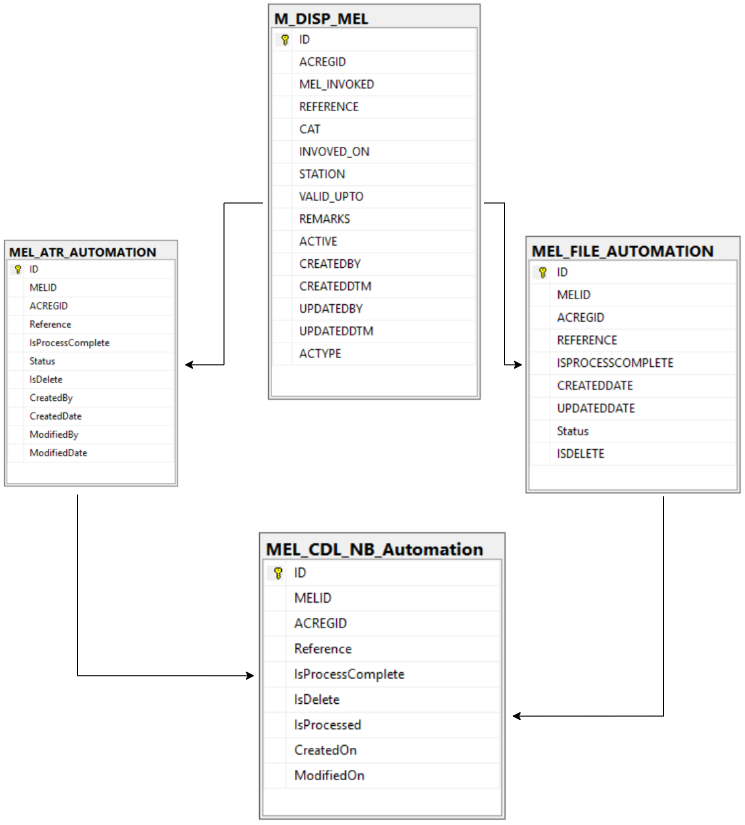 M_DISP_MEL
ID
ACREGID
MEL_INVOKED
REFERENCE
CAT
INVOVED_ON
STATION
VALID_UPTO
REMARKS
ACTIVE
CREATEDBY
CREATEDDTM
UPDATEDBY
UPDATEDDTM
ACTYPE
MEL_ATR_AUTOMATION
ID
MELID
ACREGID
Reference
IsProcessComplete
Status
IsDelete
CreatedBy
CreatedDate
ModifiedBy
ModifiedDate
MEL_FILE_AUTOMATION
ID
MELID
ACREGID
REFERENCE
ISPROCESSCOMPLETE
CREATEDDATE
UPDATEDDATE
Status
ISDELETE
MEL_CDL_NB_Automation
ID
MELID
ACREGID
Reference
IsProcessComplete
IsDelete
IsProcessed
CreatedOn
ModifiedOn